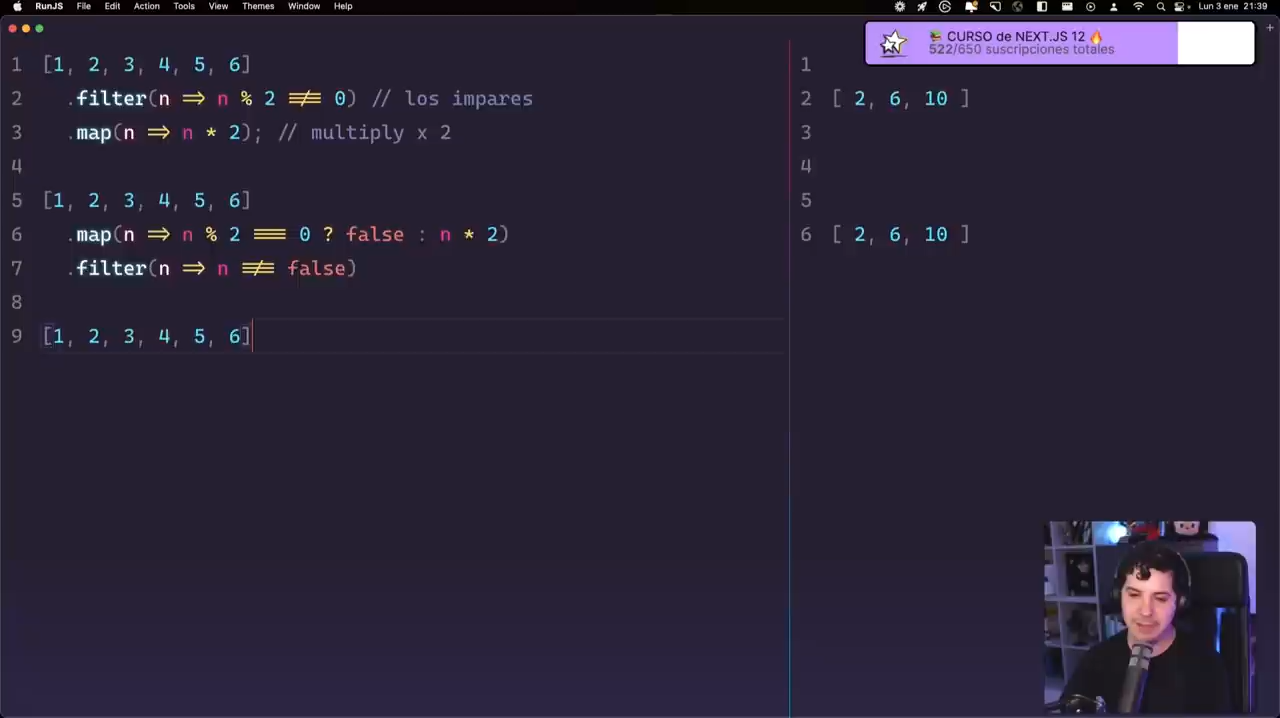 RunJS File Edit Action Tools View Themes Window Help Lun 3 ene 21:39
CURSO de NEXT.JS 12
522/650 suscripciones totales
1 [1, 2, 3, 4, 5, 6]
2 .filter(n => n % 2 !== 0) // los impares
3 .map(n => n * 2); // multiply x 2
4
5 [1, 2, 3, 4, 5, 6]
6 .map(n => n % 2 === 0 ? false : n * 2)
7 .filter(n => n !== false)
8
9 [1, 2, 3, 4, 5, 6]
1
2 [ 2, 6, 10 ]
3
4
5
6 [ 2, 6, 10 ]